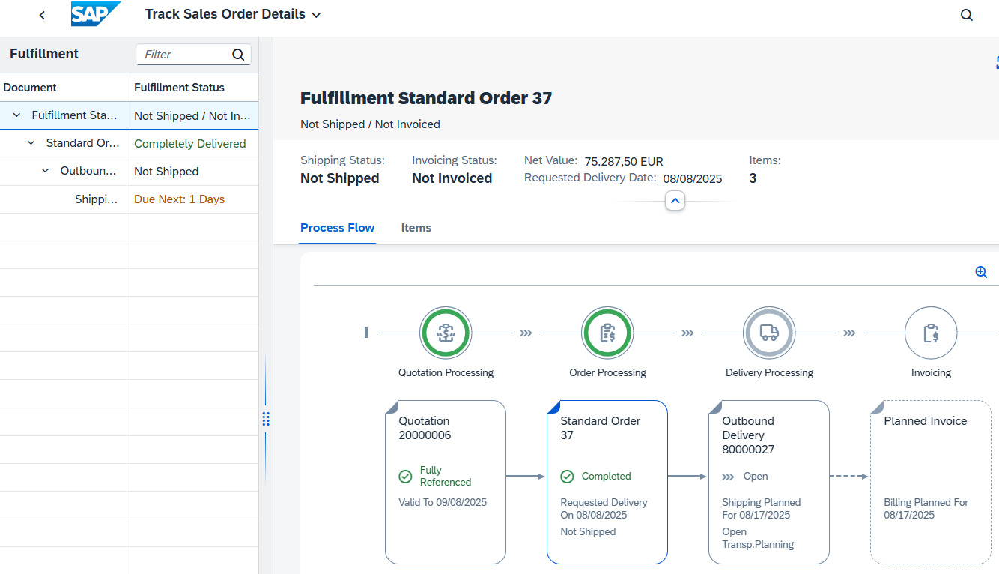 SAP Track Sales Order Details
Fulfillment
Filter
Document Fulfillment Status
Fulfillment Sta... Not Shipped / Not In...
Standard Or... Completely Delivered
Outboun... Not Shipped
Shippi... Due Next: 1 Days
Fulfillment Standard Order 37
Not Shipped / Not Invoiced
Shipping Status:
Not Shipped
Invoicing Status:
Not Invoiced
Net Value: 75.287,50 EUR
Requested Delivery Date: 08/08/2025
Items:
3
Process Flow Items
Quotation Processing
Order Processing
Delivery Processing
Invoicing
Quotation
20000006
Fully
Referenced
Valid To 09/08/2025
Standard Order
37
Completed
Requested Delivery
On 08/08/2025
Not Shipped
Outbound
Delivery
80000027
Open
Shipping Planned
For 08/17/2025
Open
Transp.Planning
Planned Invoice
Billing Planned For
08/17/2025